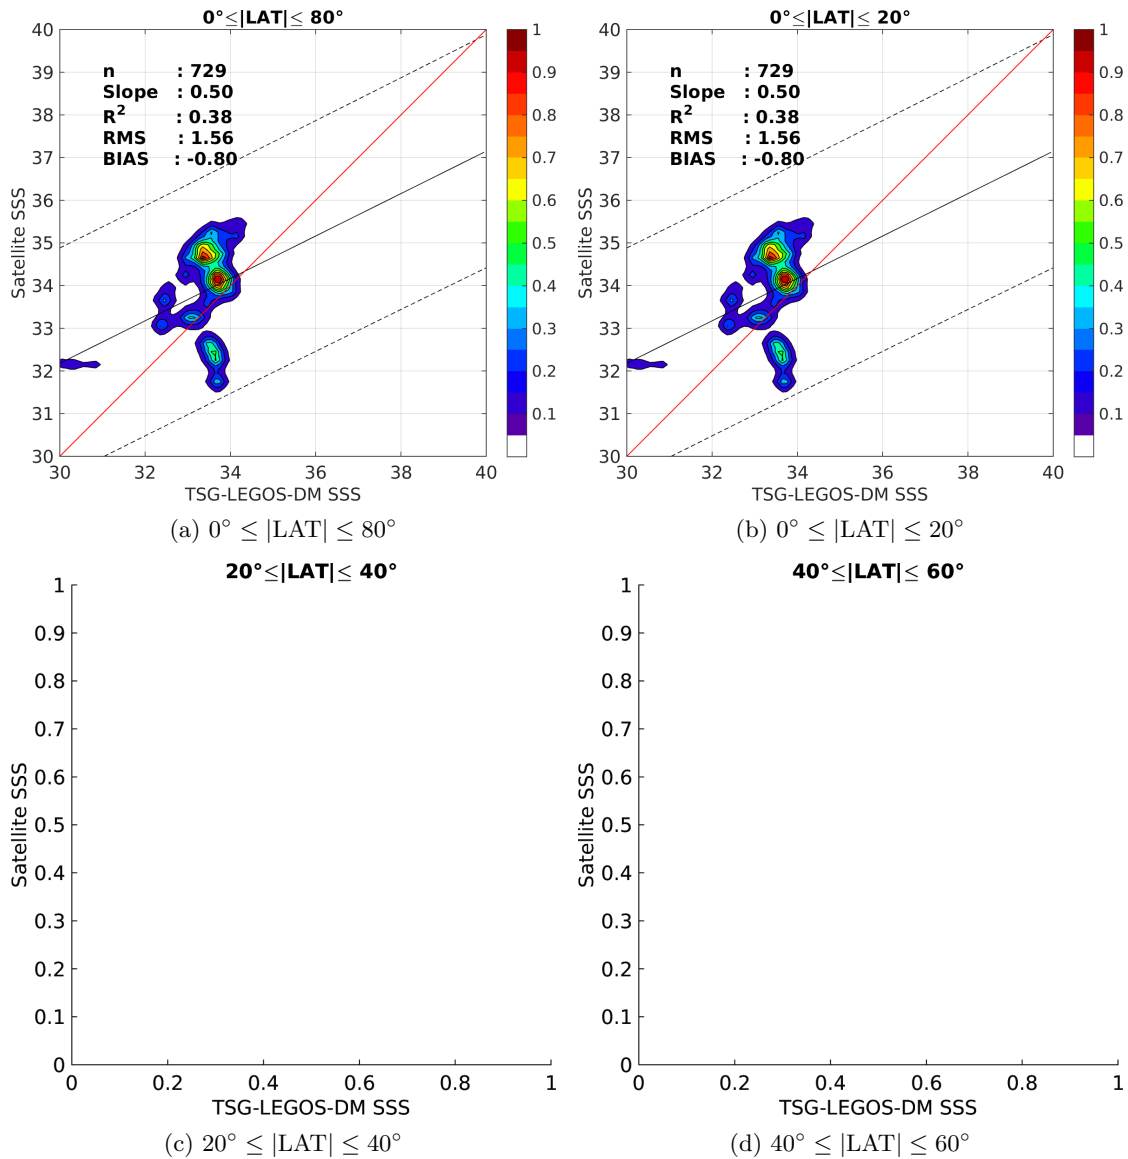 0°≤|LAT|≤ 80°
n : 729
Slope : 0.50
R2 : 0.38
RMS : 1.56
BIAS : -0.80
40
39
38
37
36
35
34
33
32
31
30
Satellite SSS
30 32 34 36 38 40
TSG-LEGOS-DM SSS
1
0.9
0.8
0.7
0.6
0.5
0.4
0.3
0.2
0.1
(a) 0° ≤ |LAT| ≤ 80°
0°≤|LAT|≤ 20°
n : 729
Slope : 0.50
R2 : 0.38
RMS : 1.56
BIAS : -0.80
40
39
38
37
36
35
34
33
32
31
30
Satellite SSS
30 32 34 36 38 40
TSG-LEGOS-DM SSS
1
0.9
0.8
0.7
0.6
0.5
0.4
0.3
0.2
0.1
(b) 0° ≤ |LAT| ≤ 20°
20°≤|LAT|≤ 40°
1
0.9
0.8
0.7
0.6
0.5
0.4
0.3
0.2
0.1
0
Satellite SSS
0 0.2 0.4 0.6 0.8 1
TSG-LEGOS-DM SSS
(c) 20° ≤ |LAT| ≤ 40°
40°≤|LAT|≤ 60°
1
0.9
0.8
0.7
0.6
0.5
0.4
0.3
0.2
0.1
0
Satellite SSS
0 0.2 0.4 0.6 0.8 1
TSG-LEGOS-DM SSS
(d) 40° ≤ |LAT| ≤ 60°